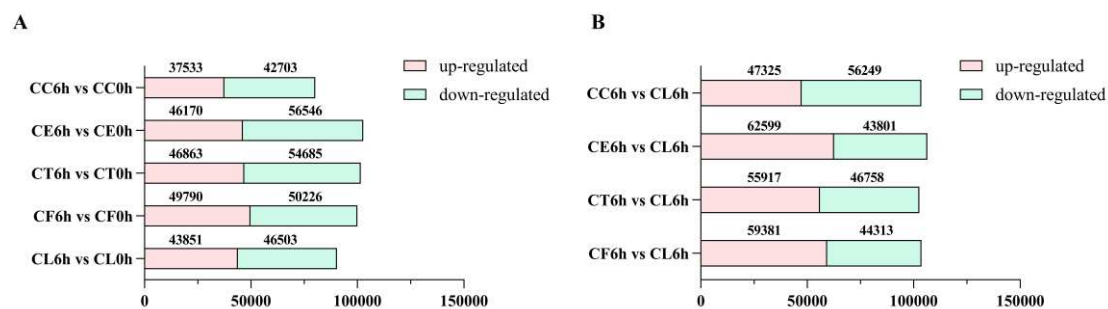 A
37533 42703
CC6h vs CC0h
46170 56546
CE6h vs CE0h
46863 54685
CT6h vs CT0h
49790 50226
CF6h vs CF0h
43851 46503
CL6h vs CL0h
0 50000 100000 150000
up-regulated
down-regulated
B
47325 56249
CC6h vs CL6h
62599 43801
CE6h vs CL6h
55917 46758
CT6h vs CL6h
59381 44313
CF6h vs CL6h
0 50000 100000 150000
up-regulated
down-regulated